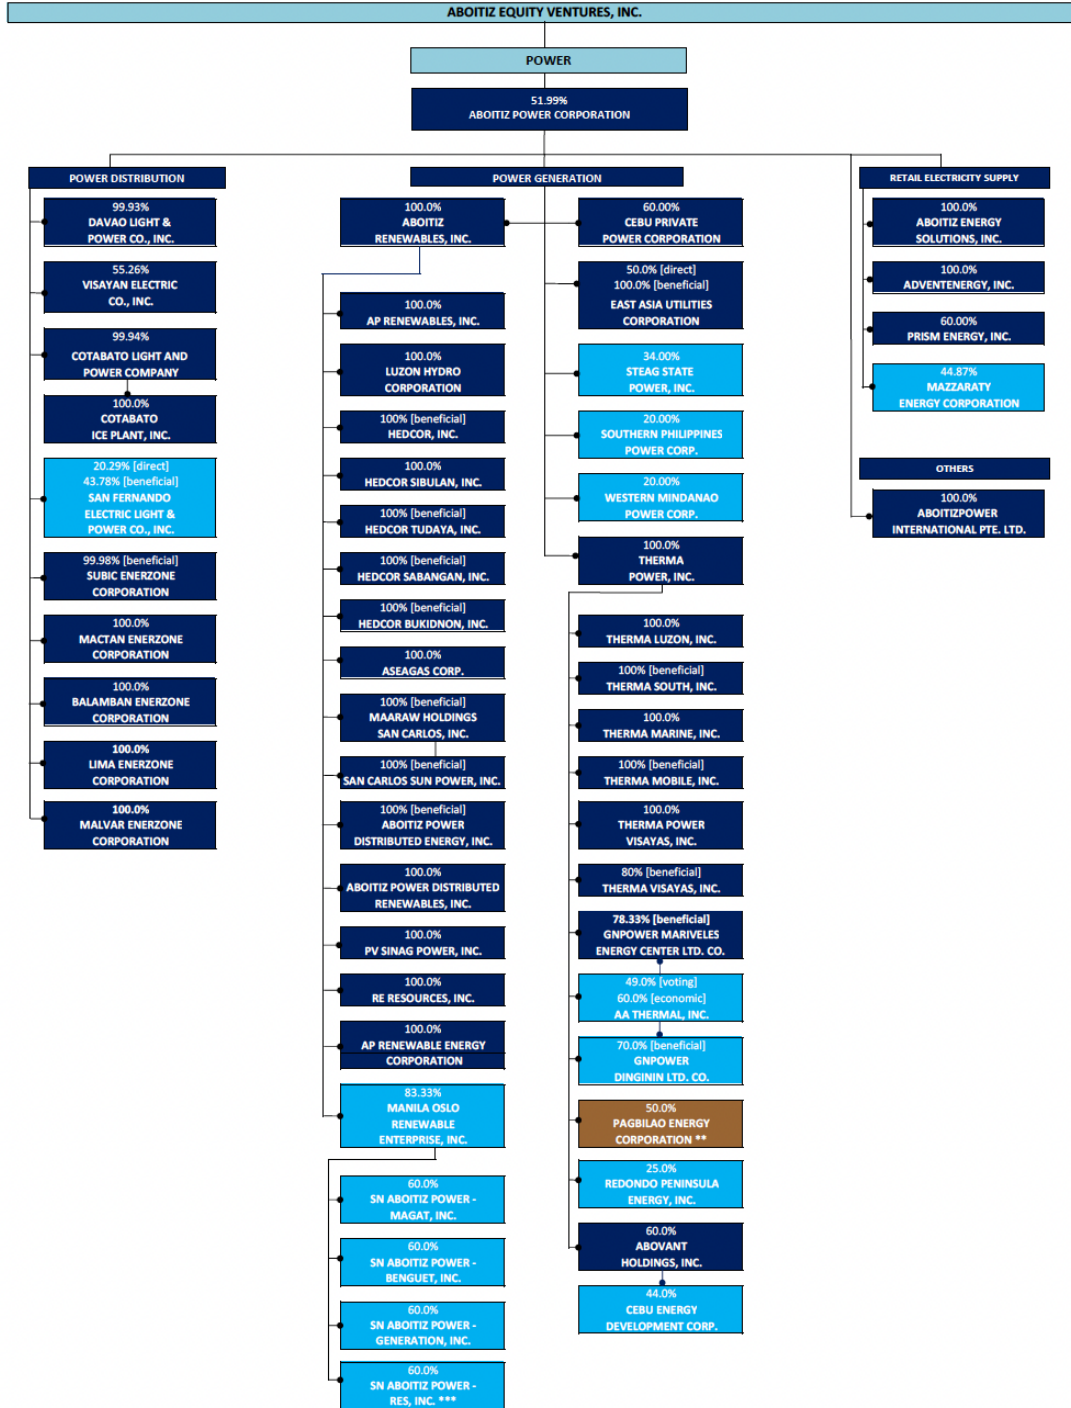 ABOITIZ EQUITY VENTURES, INC.
POWER
51.99%
ABOITIZ POWER CORPORATION
POWER DISTRIBUTION
99.93%
DAVAO LIGHT &
POWER CO., INC.
55.26%
VISAYAN ELECTRIC
CO., INC.
99.94%
COTABATO LIGHT AND
POWER COMPANY
100.0%
COTABATO
ICE PLANT, INC.
20.29% [direct]
43.78% [beneficial]
SAN FERNANDO
ELECTRIC LIGHT &
POWER CO., INC.
99.98% [beneficial]
SUBIC ENERZONE
CORPORATION
100.0%
MACTAN ENERZONE
CORPORATION
100.0%
BALAMBAN ENERZONE
CORPORATION
100.0%
LIMA ENERZONE
CORPORATION
100.0%
MALVAR ENERZONE
CORPORATION
POWER GENERATION
100.0%
ABOITIZ
RENEWABLES, INC.
100.0%
AP RENEWABLES, INC.
100.0%
LUZON HYDRO
CORPORATION
100% [beneficial]
HEDCOR, INC.
100.0%
HEDCOR SIBULAN, INC.
100% [beneficial]
HEDCOR TUDAYA, INC.
100% [beneficial]
HEDCOR SABANGAN, INC.
100% [beneficial]
HEDCOR BUKIDNON, INC.
100.0%
ASEAGAS CORP.
100% [beneficial]
MAARAW HOLDINGS
SAN CARLOS, INC.
100% [beneficial]
SAN CARLOS SUN POWER, INC.
100% [beneficial]
ABOITIZ POWER
DISTRIBUTED ENERGY, INC.
100.0%
ABOITIZ POWER DISTRIBUTED
RENEWABLES, INC.
100.0%
PV SINAG POWER, INC.
100.0%
RE RESOURCES, INC.
100.0%
AP RENEWABLE ENERGY
CORPORATION
83.33%
MANILA OSLO
RENEWABLE
ENTERPRISE, INC.
60.0%
SN ABOITIZ POWER -
MAGAT, INC.
60.0%
SN ABOITIZ POWER -
BENGUET, INC.
60.0%
SN ABOITIZ POWER -
GENERATION, INC.
60.0%
SN ABOITIZ POWER -
RES, INC. ***
60.00%
CEBU PRIVATE
POWER CORPORATION
50.0% [direct]
100.0% [beneficial]
EAST ASIA UTILITIES
CORPORATION
34.00%
STEAG STATE
POWER, INC.
20.00%
SOUTHERN PHILIPPINES
POWER CORP.
20.00%
WESTERN MINDANAO
POWER CORP.
100.0%
THERMA
POWER, INC.
100.0%
THERMA LUZON, INC.
100% [beneficial]
THERMA SOUTH, INC.
100.0%
THERMA MARINE, INC.
100% [beneficial]
THERMA MOBILE, INC.
100.0%
THERMA POWER
VISAYAS, INC.
80% [beneficial]
THERMA VISAYAS, INC.
78.33% [beneficial]
GNPOWER MARIVELES
ENERGY CENTER LTD. CO.
49.0% [voting]
60.0% [economic]
AA THERMAL, INC.
70.0% [beneficial]
GNPOWER
DINGININ LTD. CO.
50.0%
PAGBILAO ENERGY
CORPORATION **
25.0%
REDONDO PENINSULA
ENERGY, INC.
60.0%
ABOVANT
HOLDINGS, INC.
44.0%
CEBU ENERGY
DEVELOPMENT CORP.
RETAIL ELECTRICITY SUPPLY
100.0%
ABOITIZ ENERGY
SOLUTIONS, INC.
100.0%
ADVENTENERGY, INC.
60.00%
PRISM ENERGY, INC.
44.87%
MAZZARATY
ENERGY CORPORATION
OTHERS
100.0%
ABOITIZPOWER
INTERNATIONAL PTE. LTD.